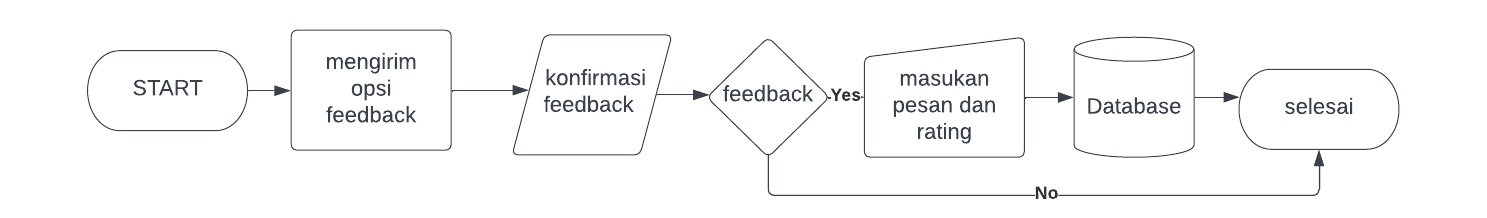 START
mengirim
opsi
feedback
konfirmasi
feedback
feedback
Yes
masukan
pesan dan
rating
Database
selesai
No